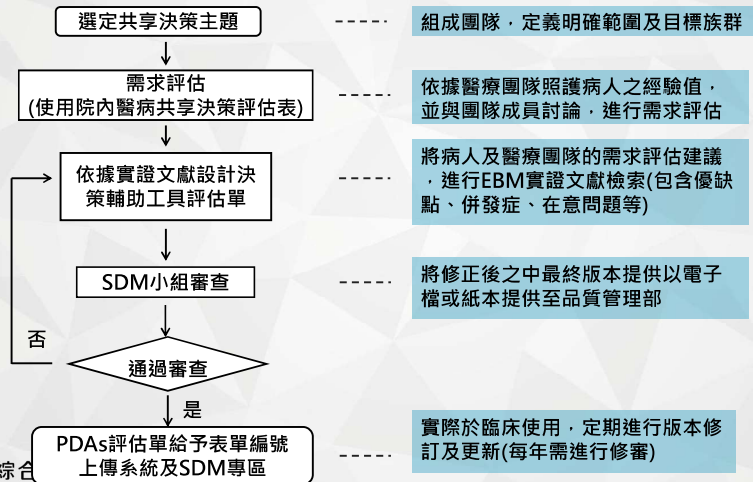 選定共享決策主題
組成團隊，定義明確範圍及目標族群
需求評估
(使用院內醫病共享決策評估表)
依據醫療團隊照護病人之經驗值，
並與團隊成員討論，進行需求評估
依據實證文獻設計決
策輔助工具評估單
將病人及醫療團隊的需求評估建議
，進行EBM實證文獻檢索(包含優缺
點、併發症、在意問題等)
SDM小組審查
將修正後之中最終版本提供以電子
檔或紙本提供至品質管理部
否
通過審查
是
PDAs評估單給予表單編號
上傳系統及SDM專區
實際於臨床使用，定期進行版本修
訂及更新(每年需進行修審)
綜合